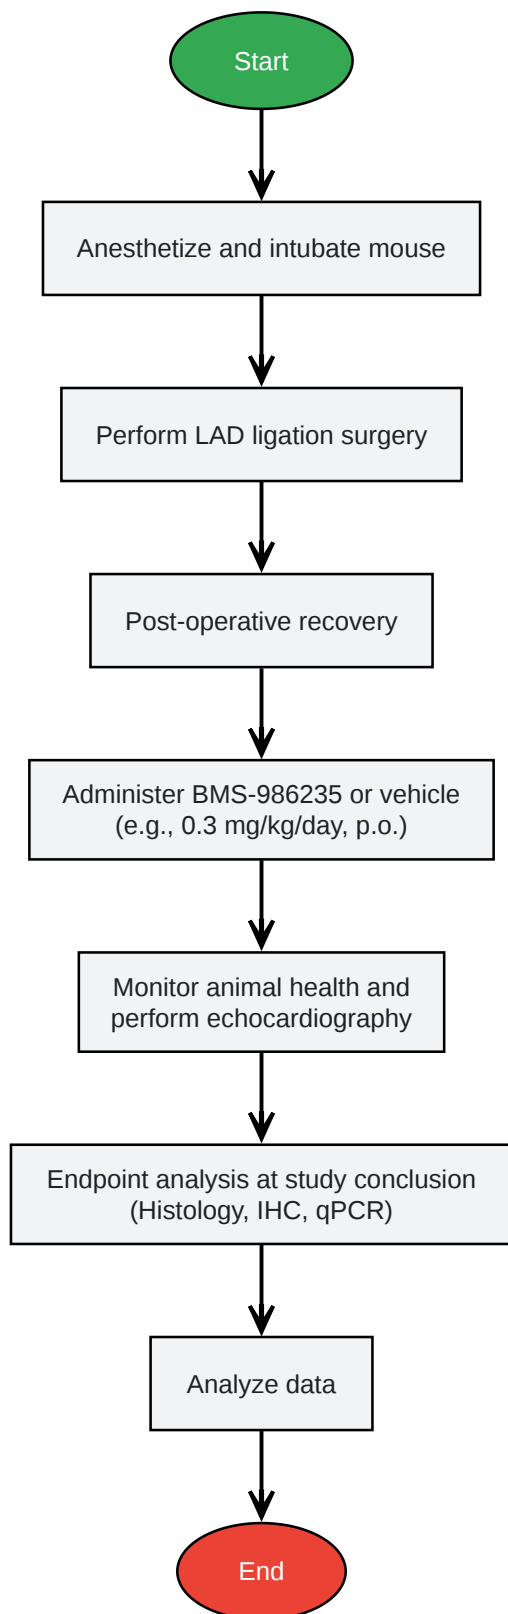 Start
Anesthetize and intubate mouse
Perform LAD ligation surgery
Post-operative recovery
Administer BMS-986235 or vehicle
(e.g., 0.3 mg/kg/day, p.o.)
Monitor animal health and
perform echocardiography
Endpoint analysis at study conclusion
(Histology, IHC, qPCR)
Analyze data
End